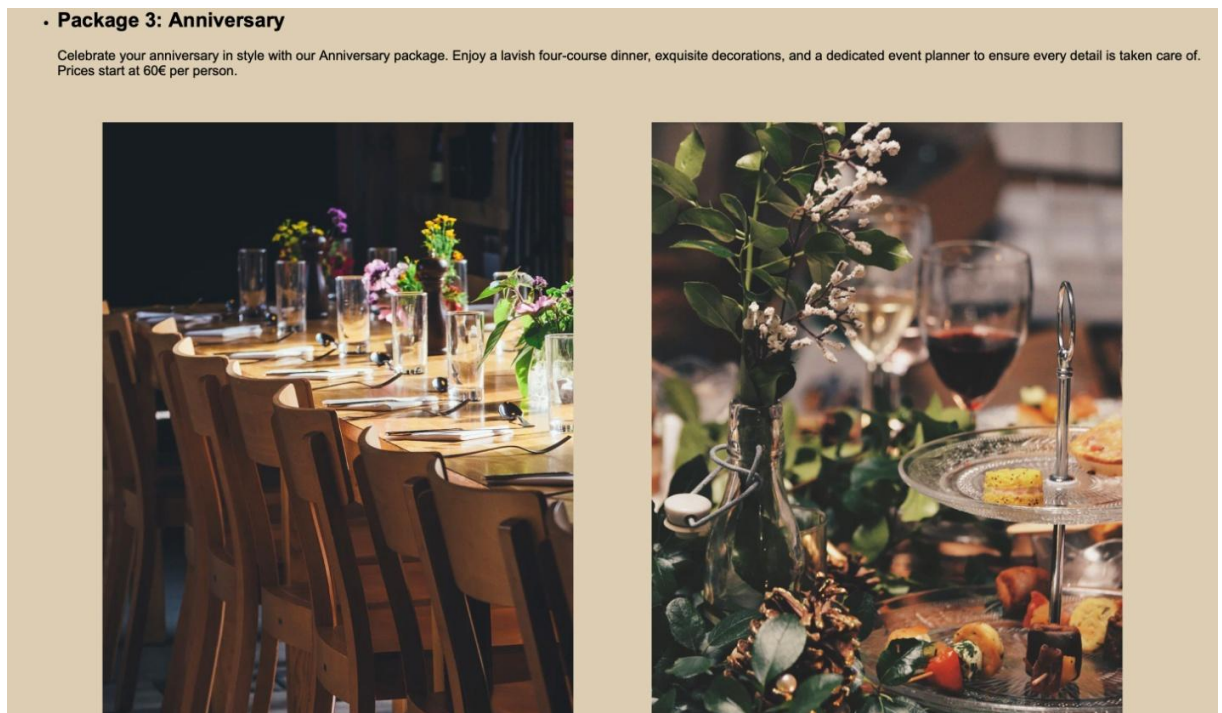 Package 3: Anniversary
Celebrate your anniversary in style with our Anniversary package. Enjoy a lavish four-course dinner, exquisite decorations, and a dedicated event planner to ensure every detail is taken care of.
Prices start at 60€ per person.